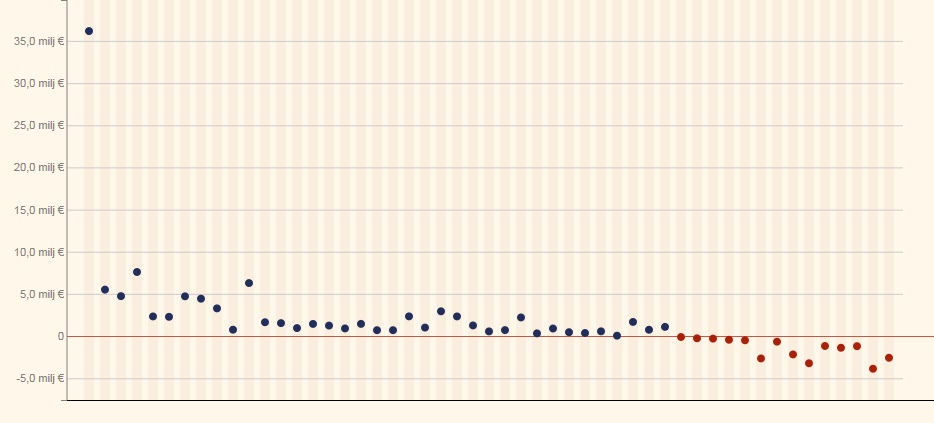 35,0 milj €
30,0 milj €
25,0 milj €
20,0 milj €
15,0 milj €
10,0 milj €
5,0 milj €
0
-5,0 milj €